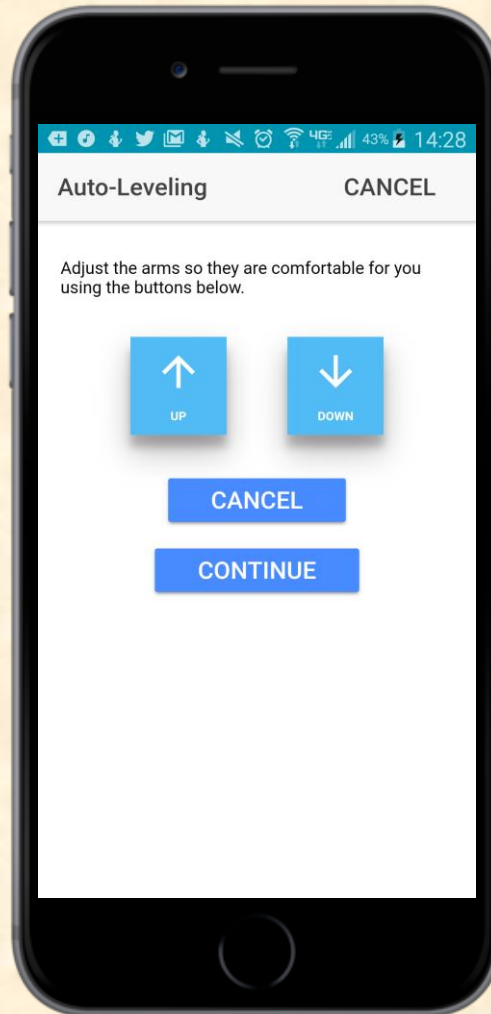 4G 43% 14:28
Auto-Leveling CANCEL
Adjust the arms so they are comfortable for you
using the buttons below.
UP DOWN
CANCEL
CONTINUE